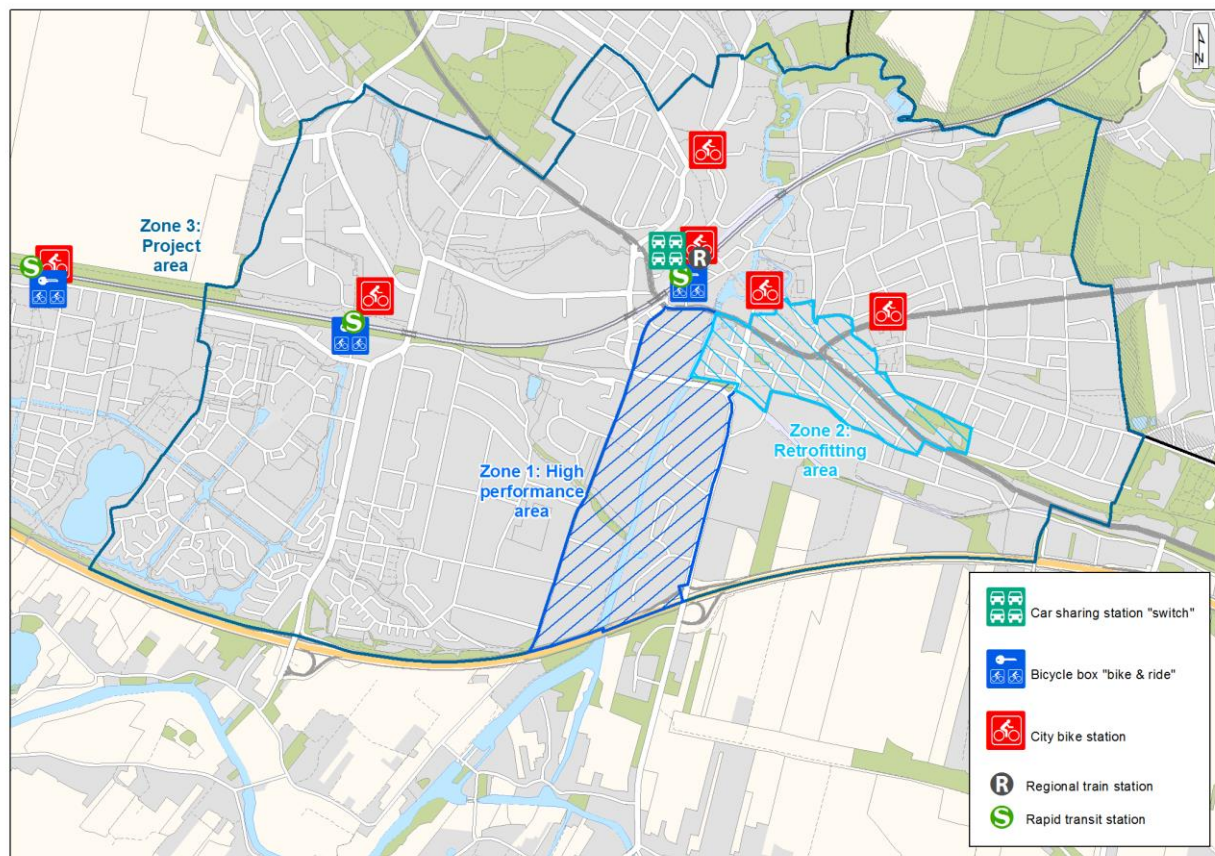 N
Zone 3:
Project
area
S
S
R
S
Zone 2:
Retrofitting
area
Zone 1: High
performance
area
Car sharing station "switch"
Bicycle box "bike & ride"
City bike station
R Regional train station
S Rapid transit station